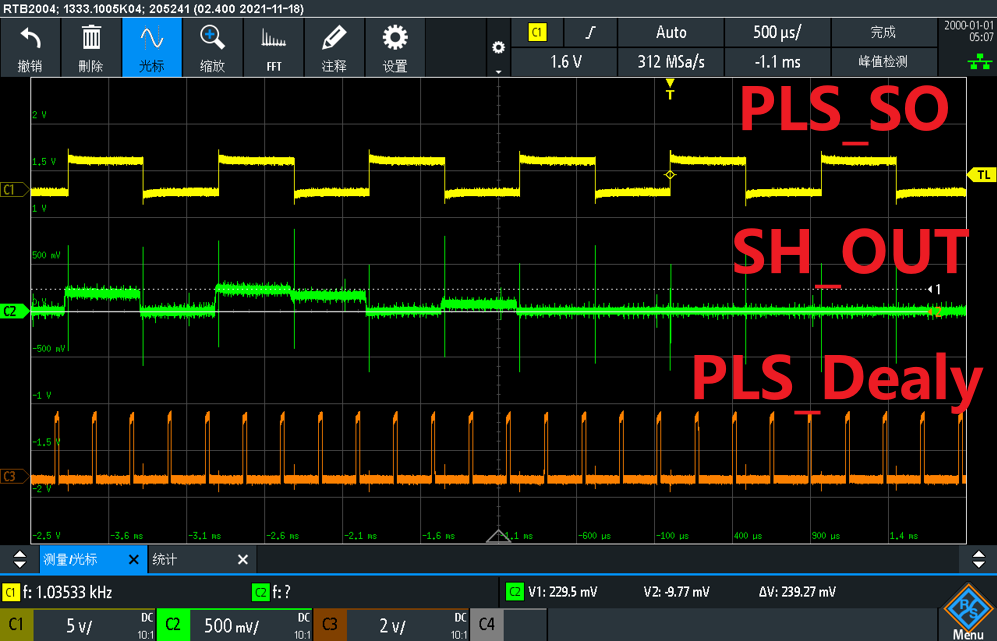 RTB2004; 1333.1005K04; 205241 (02.400 2021-11-18)
撤销
删除
光标
缩放
FFT
注释
设置
C1
Auto
500 µs/
完成
1.6 V
312 MSa/s
-1.1 ms
峰值检测
2000-01-01
05:07
T
PLS_SO
2 V
1.5 V
C1
TL
1 V
SH_OUT
500 mV
0 V
1
C2
2
-500 mV
PLS_Dealy
-1 V
-1.5 V
C3
-2 V
-2.5 V
-3.6 ms
-3.1 ms
-2.6 ms
-2.1 ms
-1.6 ms
-1.1 ms
-600 µs
-100 µs
400 µs
900 µs
1.4 ms
测量/光标
统计
C1 f: 1.03533 kHz
C2 f: ?
C2 V1: 229.5 mV
V2: -9.77 mV
ΔV: 239.27 mV
C1
5 V/
DC
10:1
C2
500 mV/
DC
10:1
C3
2 V/
DC
10:1
C4
R&S
Menu